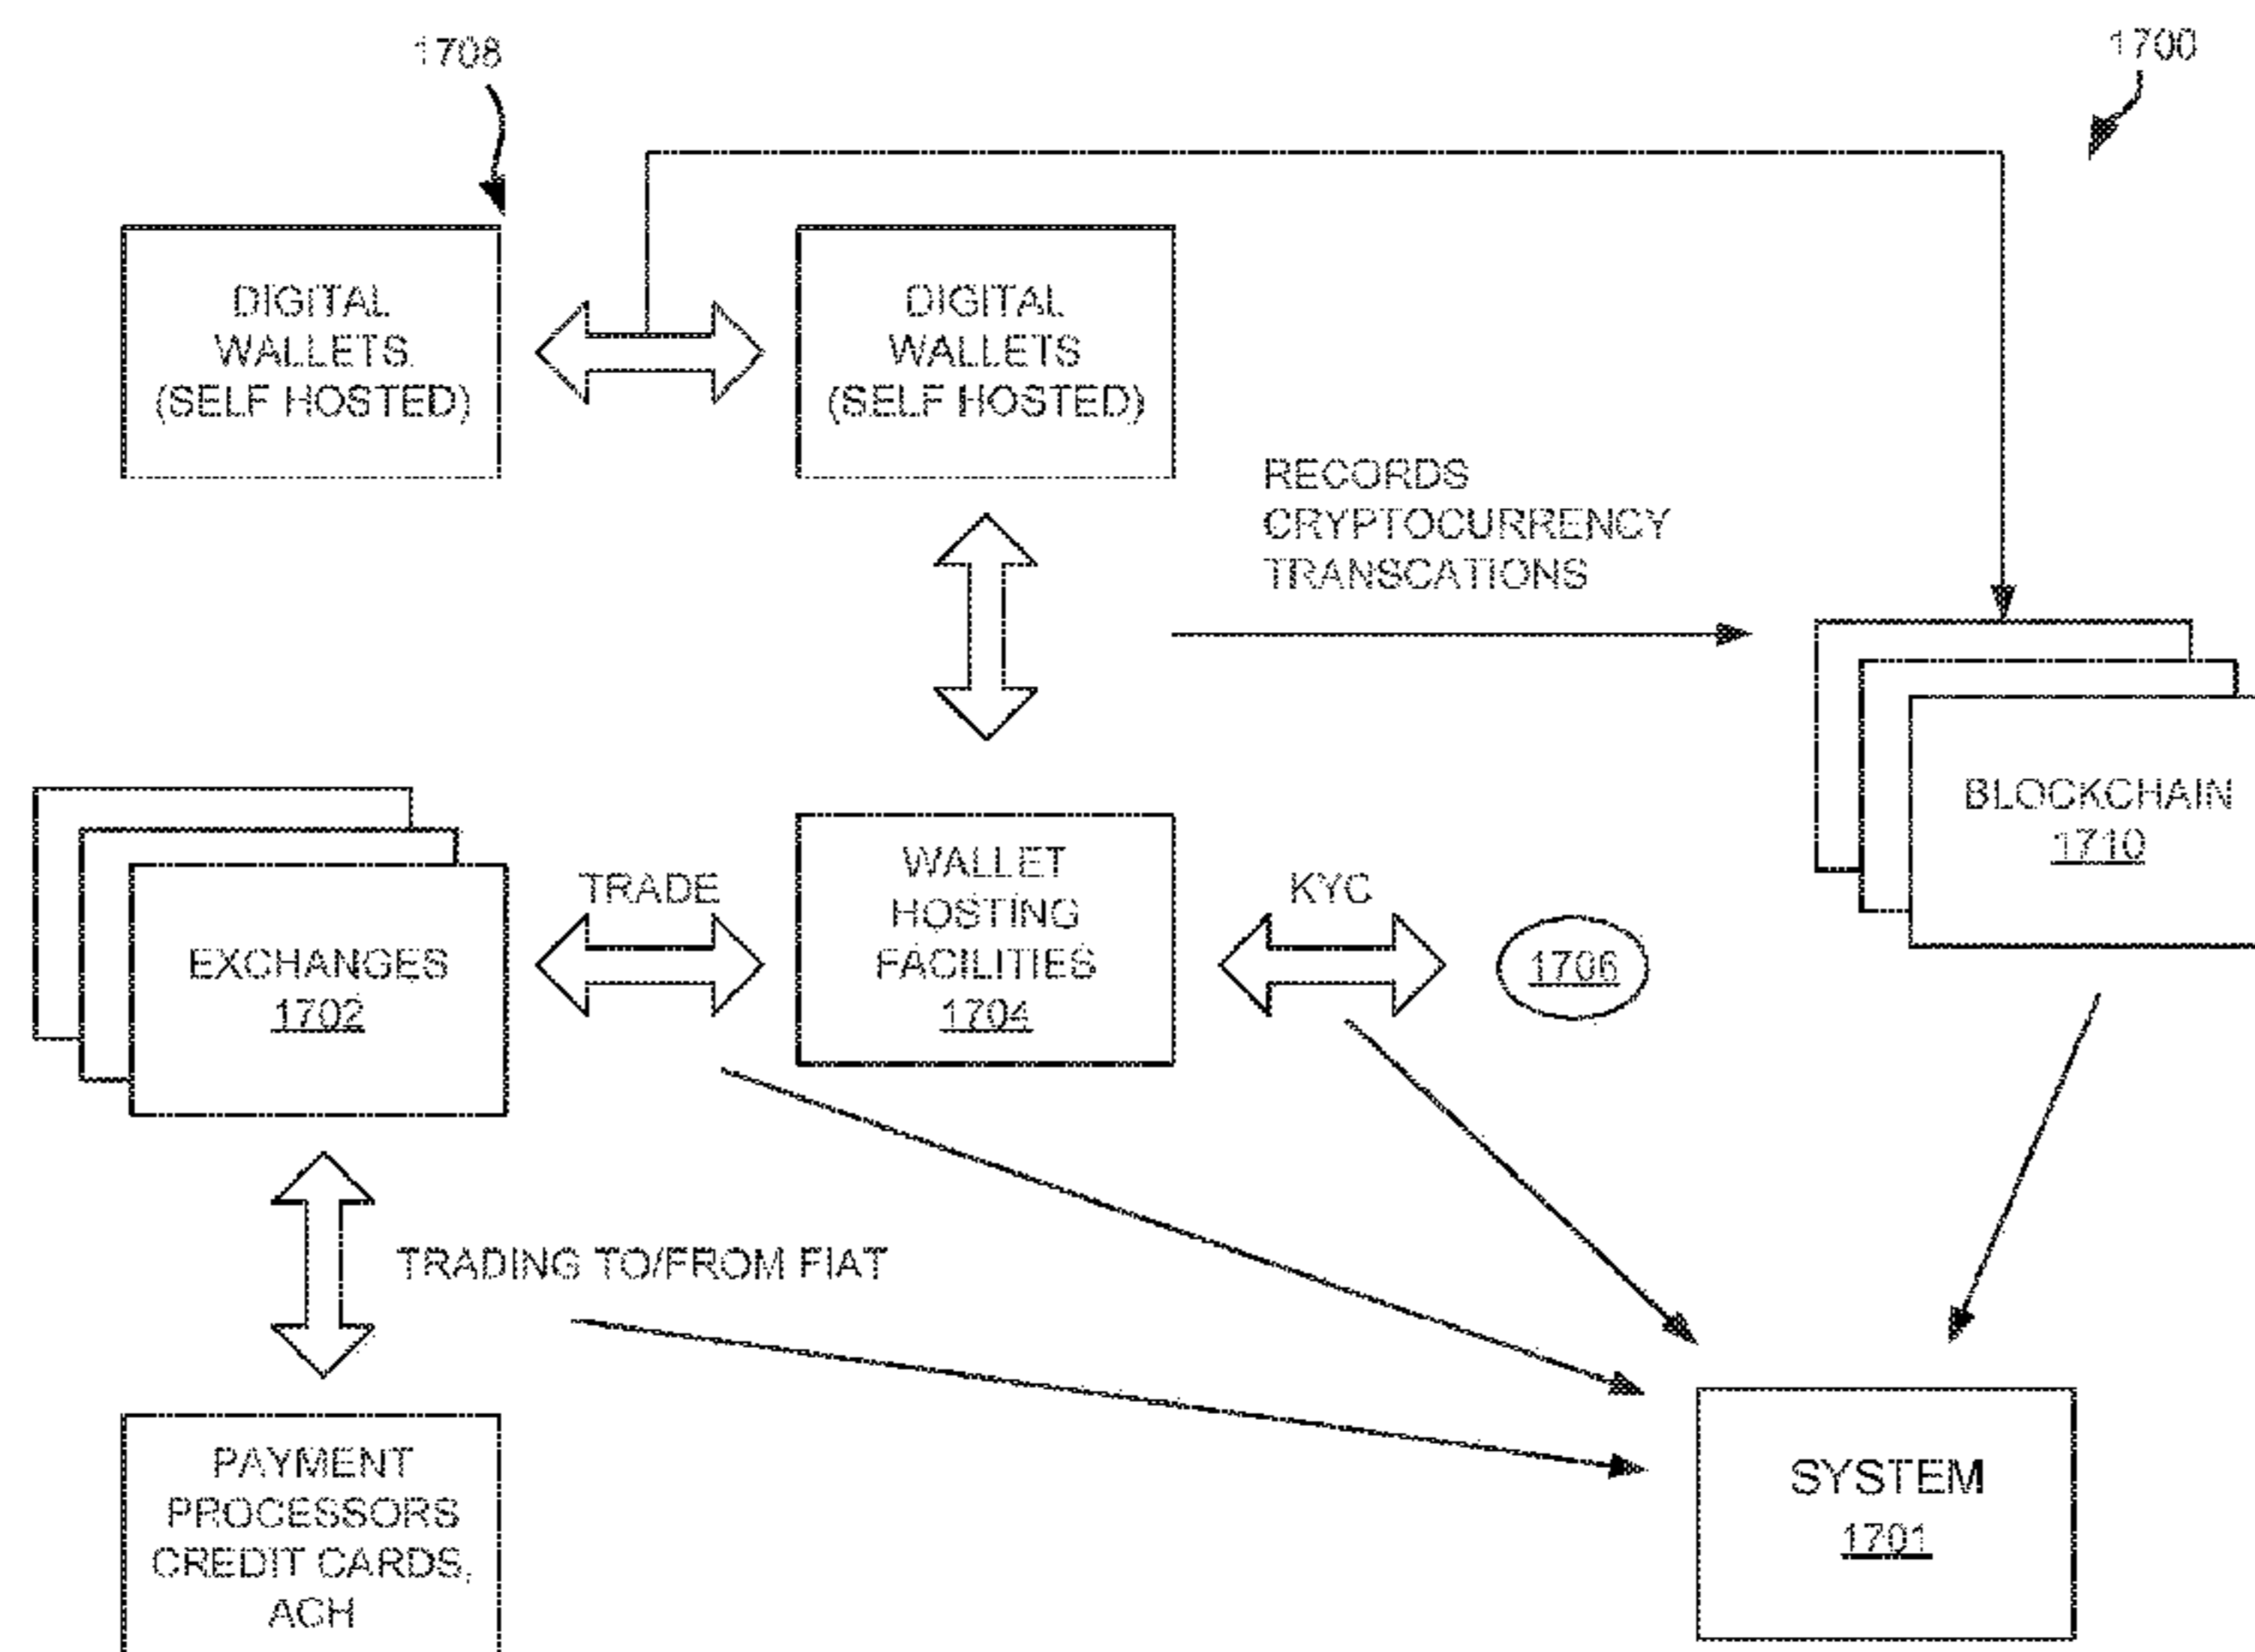 1708
1700
DIGITAL
WALLETS
(SELF HOSTED)
DIGITAL
WALLETS
(SELF HOSTED)
RECORDS
CRYPTOCURRENCY
TRANSCATIONS
BLOCKCHAIN
1710
EXCHANGES
1702
TRADE
WALLET
HOSTING
FACILITIES
1704
KYC
1706
TRADING TO/FROM FIAT
PAYMENT
PROCESSORS
CREDIT CARDS,
ACH
SYSTEM
1701